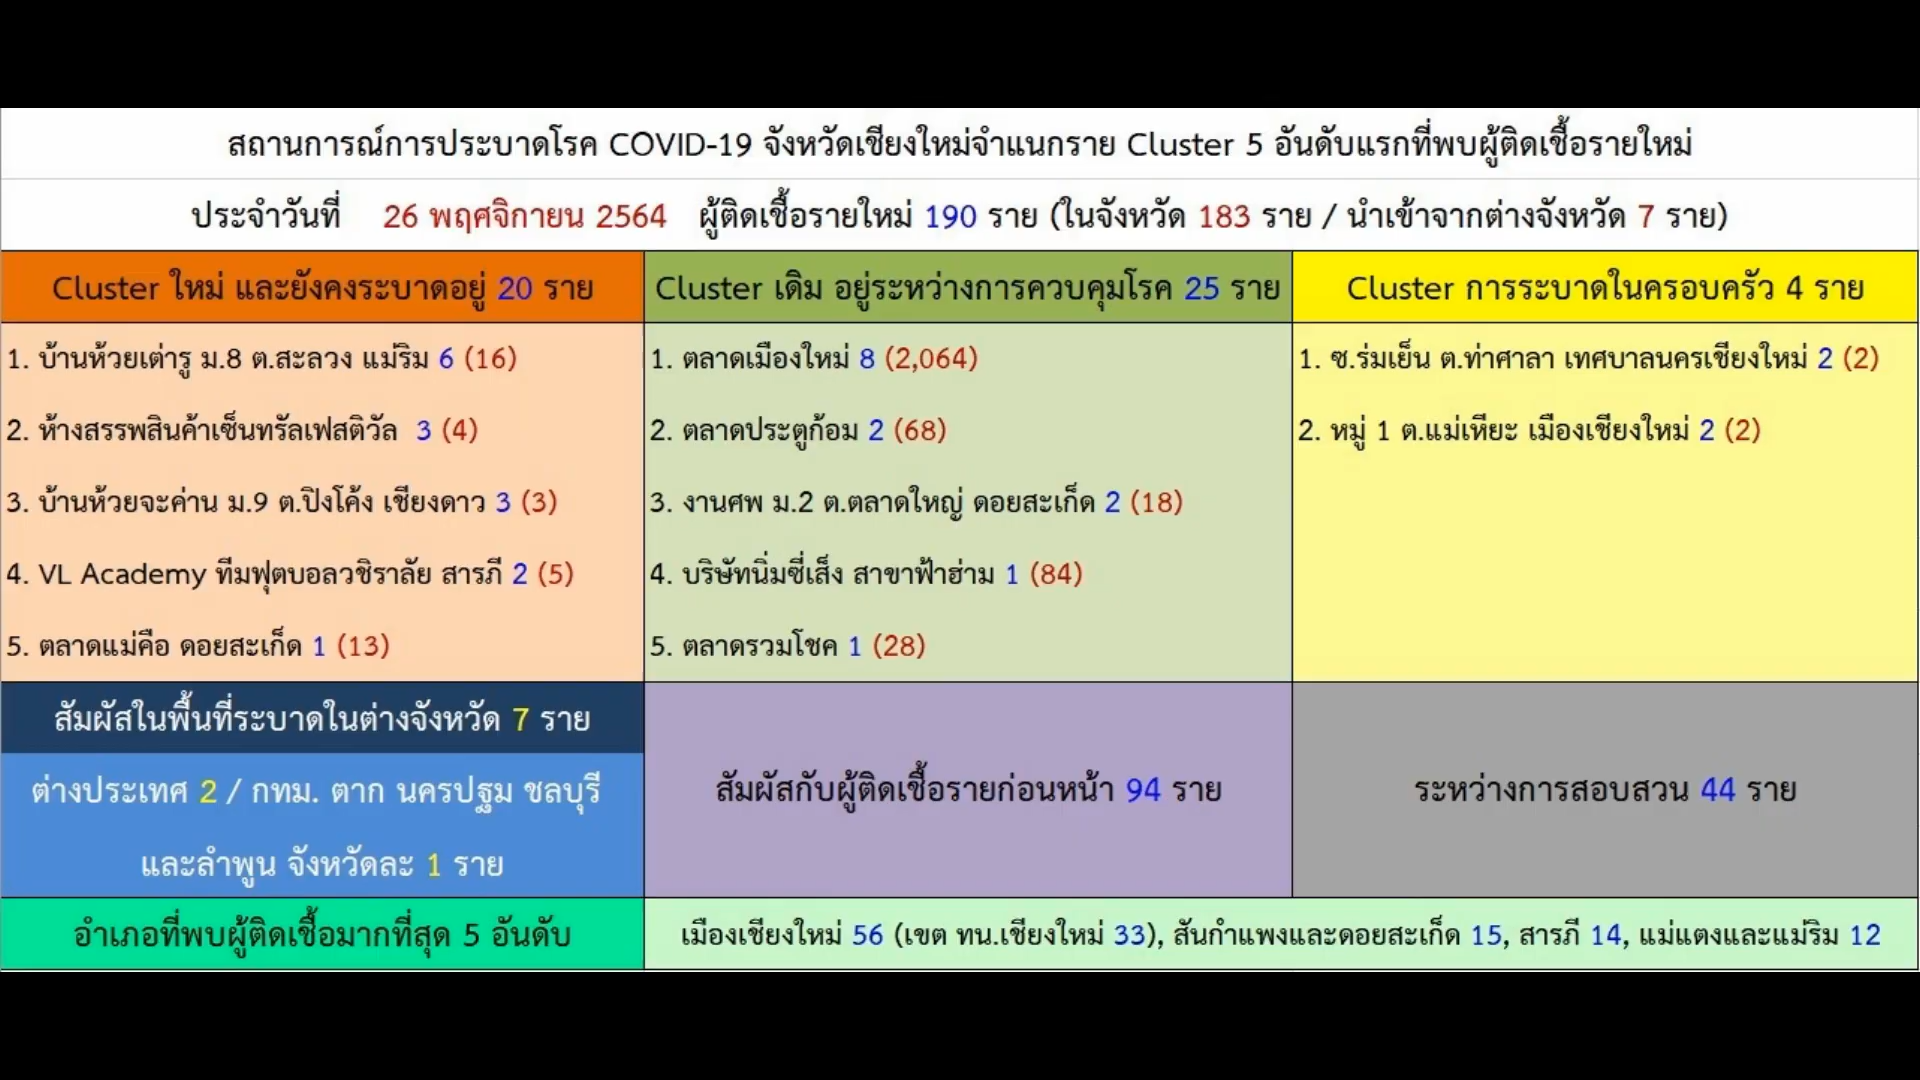 สถานการณ์การประบาดโรค COVID-19 จังหวัดเชียงใหม่จำแนกราย Cluster 5 อันดับแรกที่พบผู้ติดเชื้อรายใหม่
ประจำวันที่ 26 พฤศจิกายน 2564 ผู้ติดเชื้อรายใหม่ 190 ราย (ในจังหวัด 183 ราย / นำเข้าจากต่างจังหวัด 7 ราย)
Cluster ใหม่ และยังคงระบาดอยู่ 20 ราย
1. บ้านห้วยเต่ารู ม.8 ต.สะลวง แม่ริม 6 (16)
2. ห้างสรรพสินค้าเซ็นทรัลเฟสติวัล 3 (4)
3. บ้านห้วยจะค่าน ม.9 ต.ปิงโค้ง เชียงดาว 3 (3)
4. VL Academy ทีมฟุตบอลวชิราลัย สารภี 2 (5)
5. ตลาดแม่คือ ดอยสะเก็ด 1 (13)
Cluster เดิม อยู่ระหว่างการควบคุมโรค 25 ราย
1. ตลาดเมืองใหม่ 8 (2,064)
2. ตลาดประตูก้อม 2 (68)
3. งานศพ ม.2 ต.ตลาดใหญ่ ดอยสะเก็ด 2 (18)
4. บริษัทนิ่มซี่เส็ง สาขาฟ้าฮ่าม 1 (84)
5. ตลาดรวมโชค 1 (28)
Cluster การระบาดในครอบครัว 4 ราย
1. ซ.ร่มเย็น ต.ท่าศาลา เทศบาลนครเชียงใหม่ 2 (2)
2. หมู่ 1 ต.แม่เหียะ เมืองเชียงใหม่ 2 (2)
สัมผัสในพื้นที่ระบาดในต่างจังหวัด 7 ราย
ต่างประเทศ 2 / กทม. ตาก นครปฐม ชลบุรี
และลำพูน จังหวัดละ 1 ราย
สัมผัสกับผู้ติดเชื้อรายก่อนหน้า 94 ราย
ระหว่างการสอบสวน 44 ราย
อำเภอที่พบผู้ติดเชื้อมากที่สุด 5 อันดับ
เมืองเชียงใหม่ 56 (เขต ทน.เชียงใหม่ 33), สันกำแพงและดอยสะเก็ด 15, สารภี 14, แม่แตงและแม่ริม 12